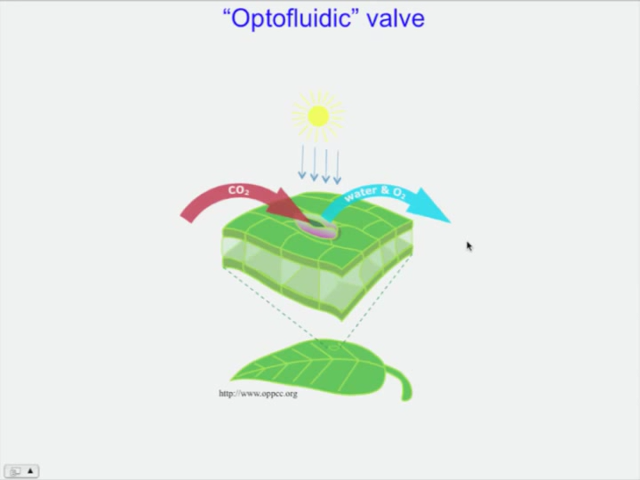 “Optofluidic” valve
CO₂
water & O₂
http://www.oppcc.org